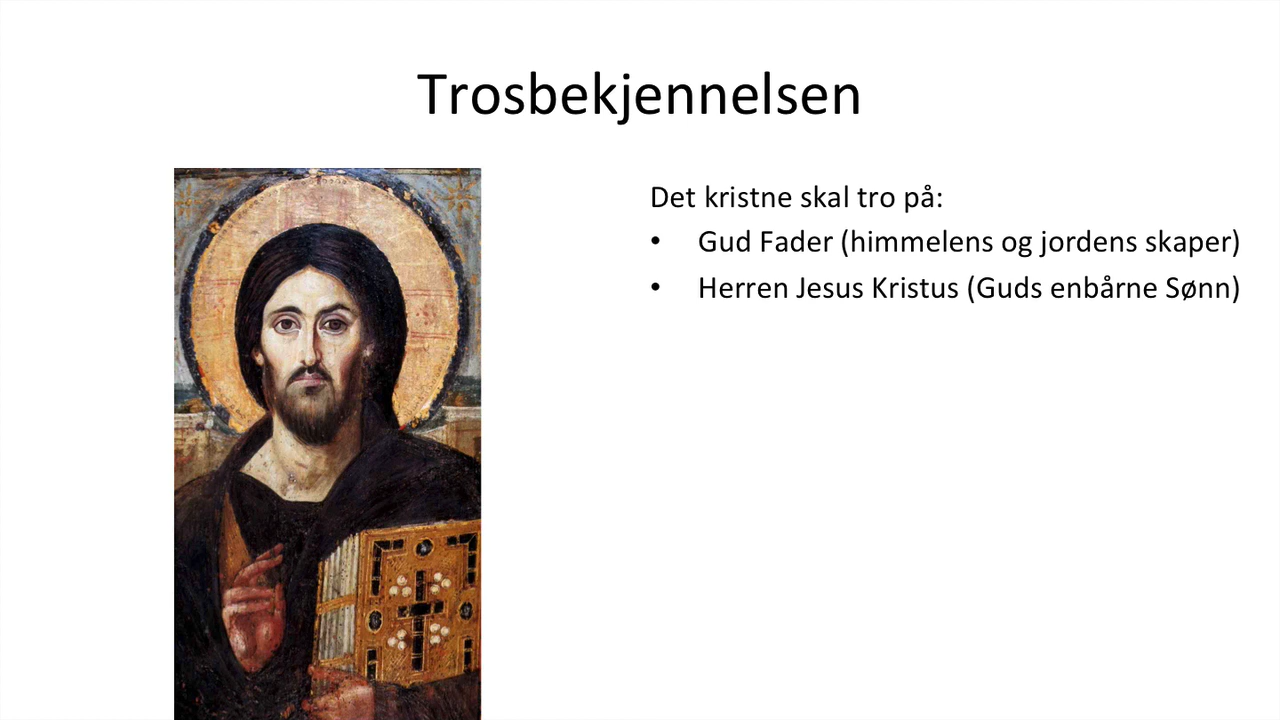 Trosbekjennelsen
Det kristne skal tro på:
• Gud Fader (himmelens og jordens skaper)
• Herren Jesus Kristus (Guds enbårne Sønn)